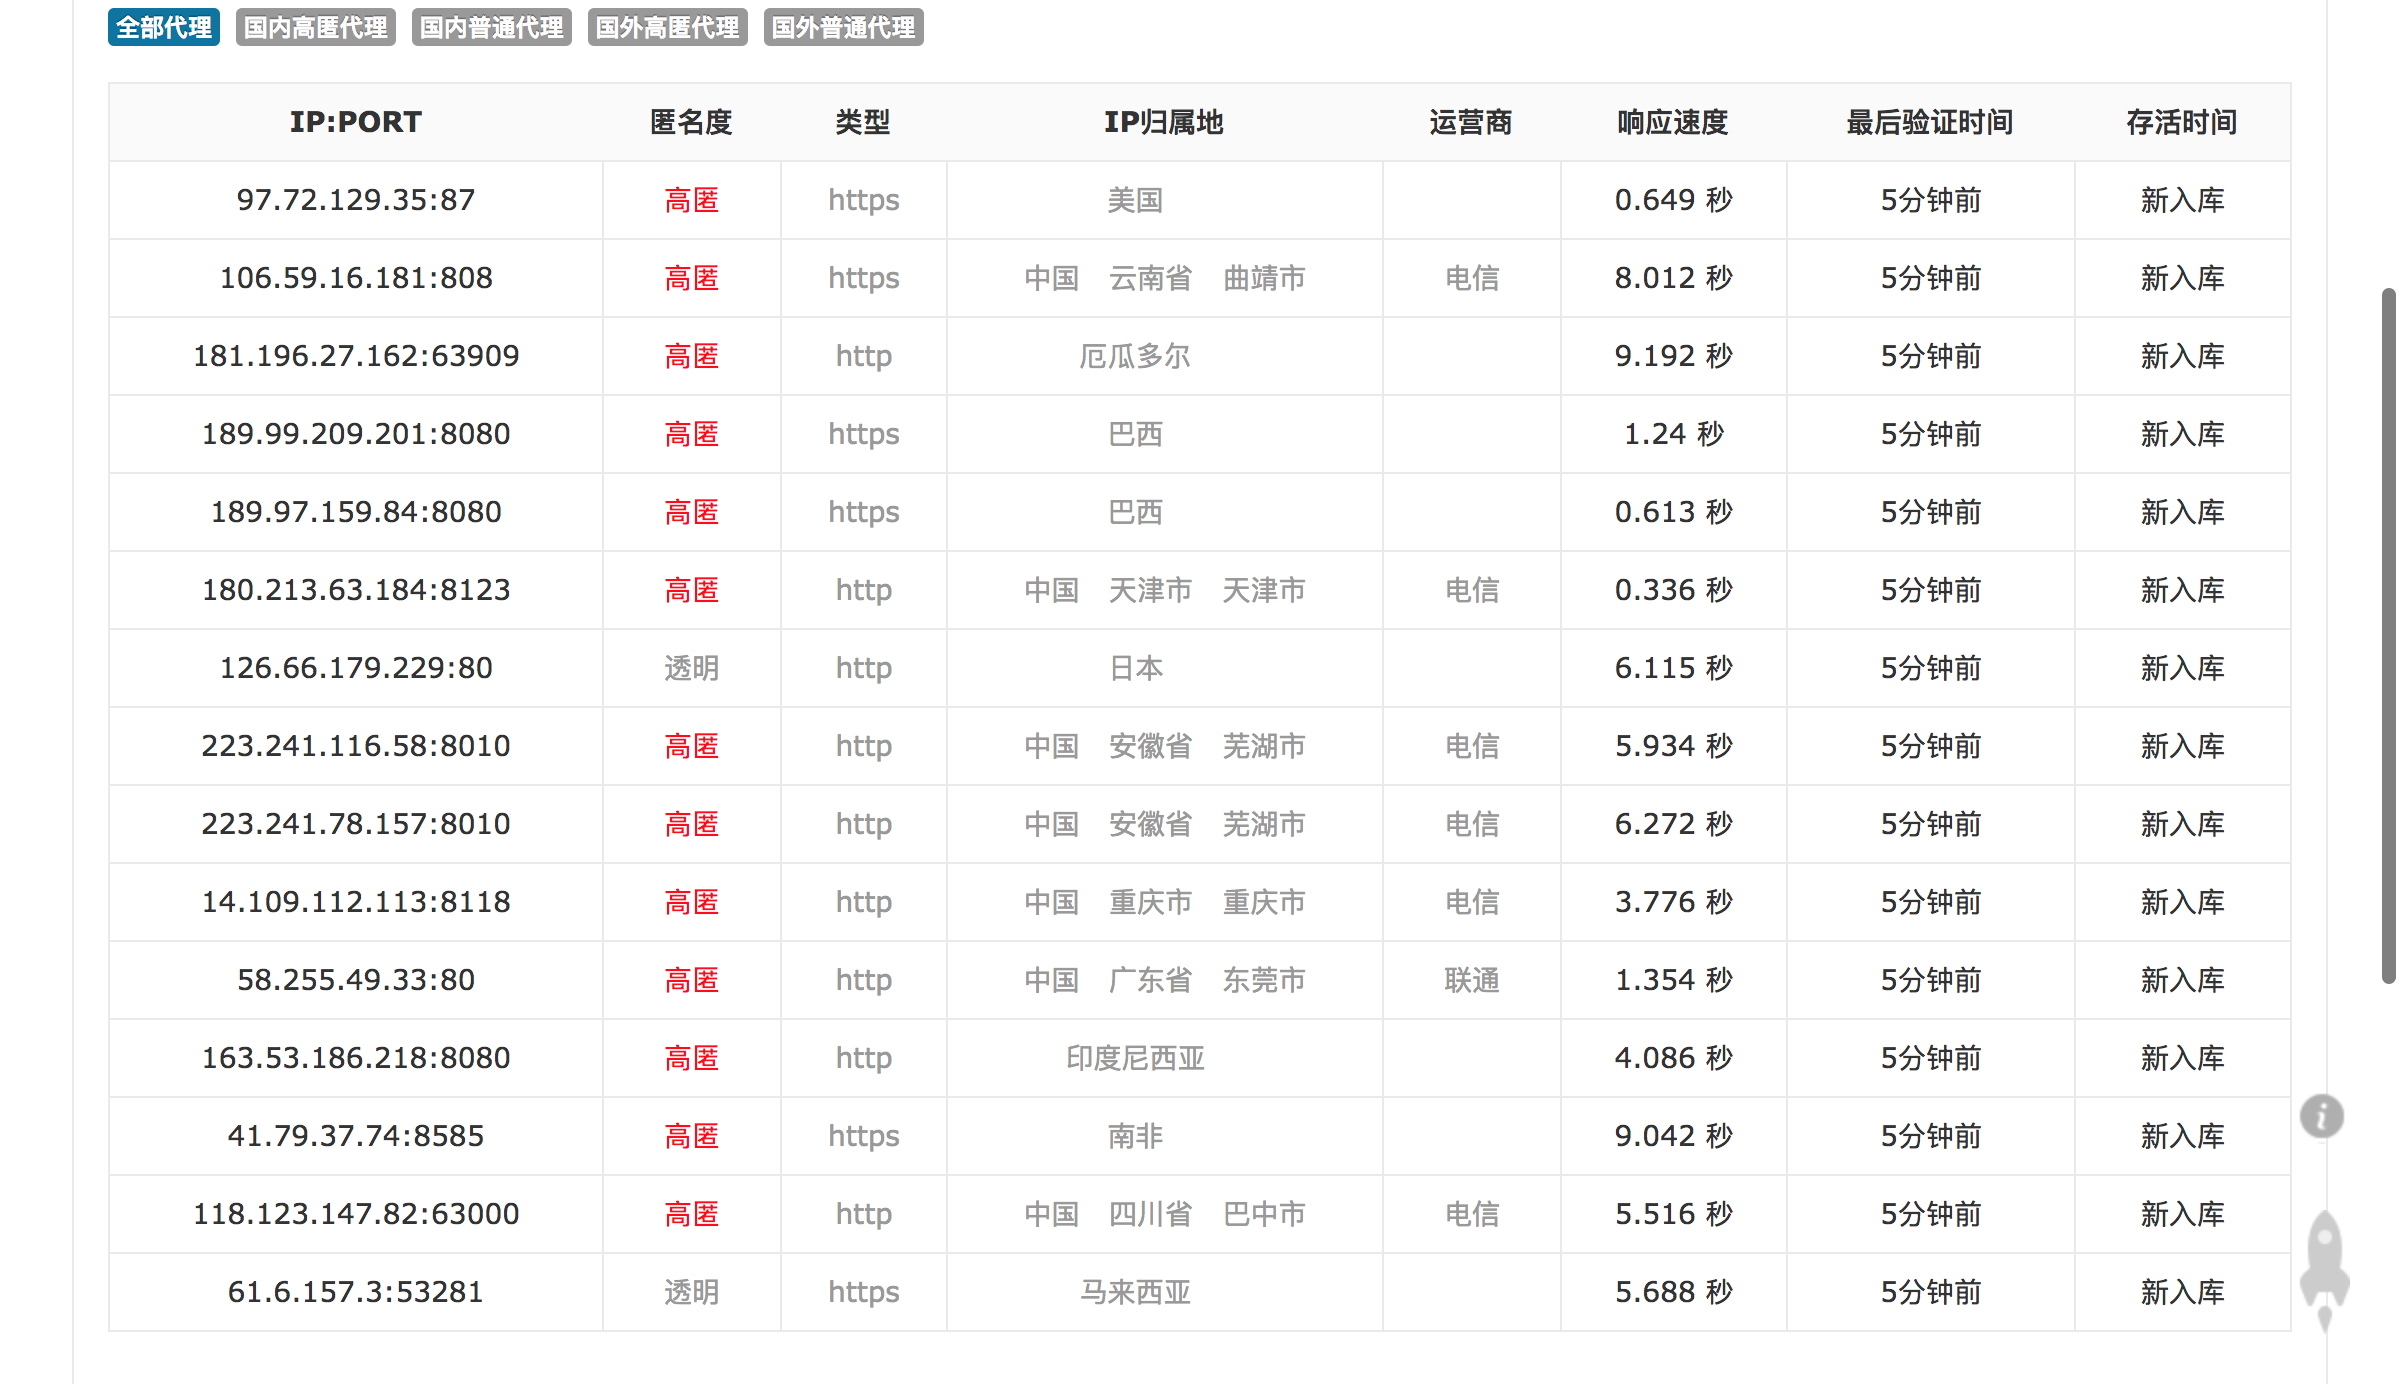 全部代理 国内高匿代理 国内普通代理 国外高匿代理 国外普通代理
IP:PORT 匿名度 类型 IP归属地 运营商 响应速度 最后验证时间 存活时间
97.72.129.35:87 高匿 https 美国 0.649 秒 5分钟前 新入库
106.59.16.181:808 高匿 https 中国 云南省 曲靖市 电信 8.012 秒 5分钟前 新入库
181.196.27.162:63909 高匿 http 厄瓜多尔 9.192 秒 5分钟前 新入库
189.99.209.201:8080 高匿 https 巴西 1.24 秒 5分钟前 新入库
189.97.159.84:8080 高匿 https 巴西 0.613 秒 5分钟前 新入库
180.213.63.184:8123 高匿 http 中国 天津市 天津市 电信 0.336 秒 5分钟前 新入库
126.66.179.229:80 透明 http 日本 6.115 秒 5分钟前 新入库
223.241.116.58:8010 高匿 http 中国 安徽省 芜湖市 电信 5.934 秒 5分钟前 新入库
223.241.78.157:8010 高匿 http 中国 安徽省 芜湖市 电信 6.272 秒 5分钟前 新入库
14.109.112.113:8118 高匿 http 中国 重庆市 重庆市 电信 3.776 秒 5分钟前 新入库
58.255.49.33:80 高匿 http 中国 广东省 东莞市 联通 1.354 秒 5分钟前 新入库
163.53.186.218:8080 高匿 http 印度尼西亚 4.086 秒 5分钟前 新入库
41.79.37.74:8585 高匿 https 南非 9.042 秒 5分钟前 新入库
118.123.147.82:63000 高匿 http 中国 四川省 巴中市 电信 5.516 秒 5分钟前 新入库
61.6.157.3:53281 透明 https 马来西亚 5.688 秒 5分钟前 新入库